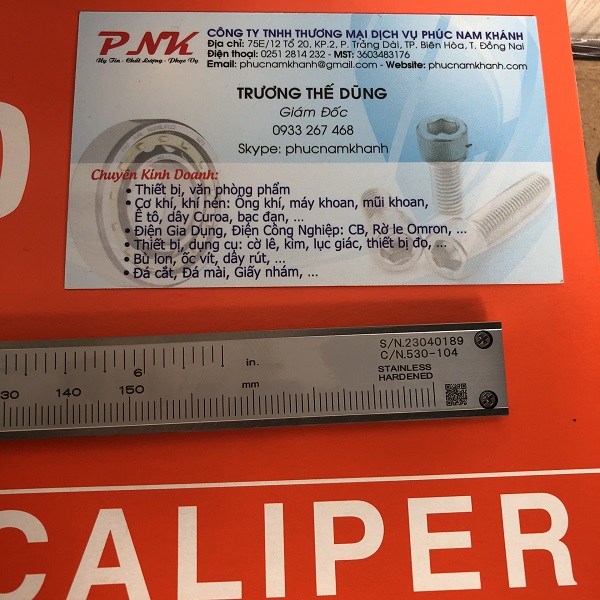 PNK
Uy Tín - Chất Lượng - Phục Vụ
CÔNG TY TNHH THƯƠNG MẠI DỊCH VỤ PHÚC NAM KHÁNH
Địa chỉ: 75E/12 Tổ 20, KP.2, P. Trảng Dài, TP. Biên Hòa, T. Đồng Nai
Điện thoại: 0251 2814 232 - MST: 3603483176
Email: phucnamkhanh@gmail.com - Website: phucnamkhanh.com
TRƯƠNG THẾ DŨNG
Giám Đốc
0933 267 468
Skype: phucnamkhanh
Chuyên Kinh Doanh:
• Thiết bị, văn phòng phẩm
• Cơ khí, khí nén: Ống khí, máy khoan, mũi khoan,
Ê tô, dây Curoa, bạc đạn, ...
• Điện Gia Dụng, Điện Công Nghiệp: CB, Rờ le Omron, ...
• Thiết bị, dụng cụ: cờ lê, kìm, lục giác, thiết bị đo, ...
• Bù lon, ốc vít, dây rút, ...
• Đá cắt, Đá mài, Giấy nhám, ...
S/N.23040189
C/N.530-104
STAINLESS
HARDENED
6
in.
30 140 150
mm
CALIPER